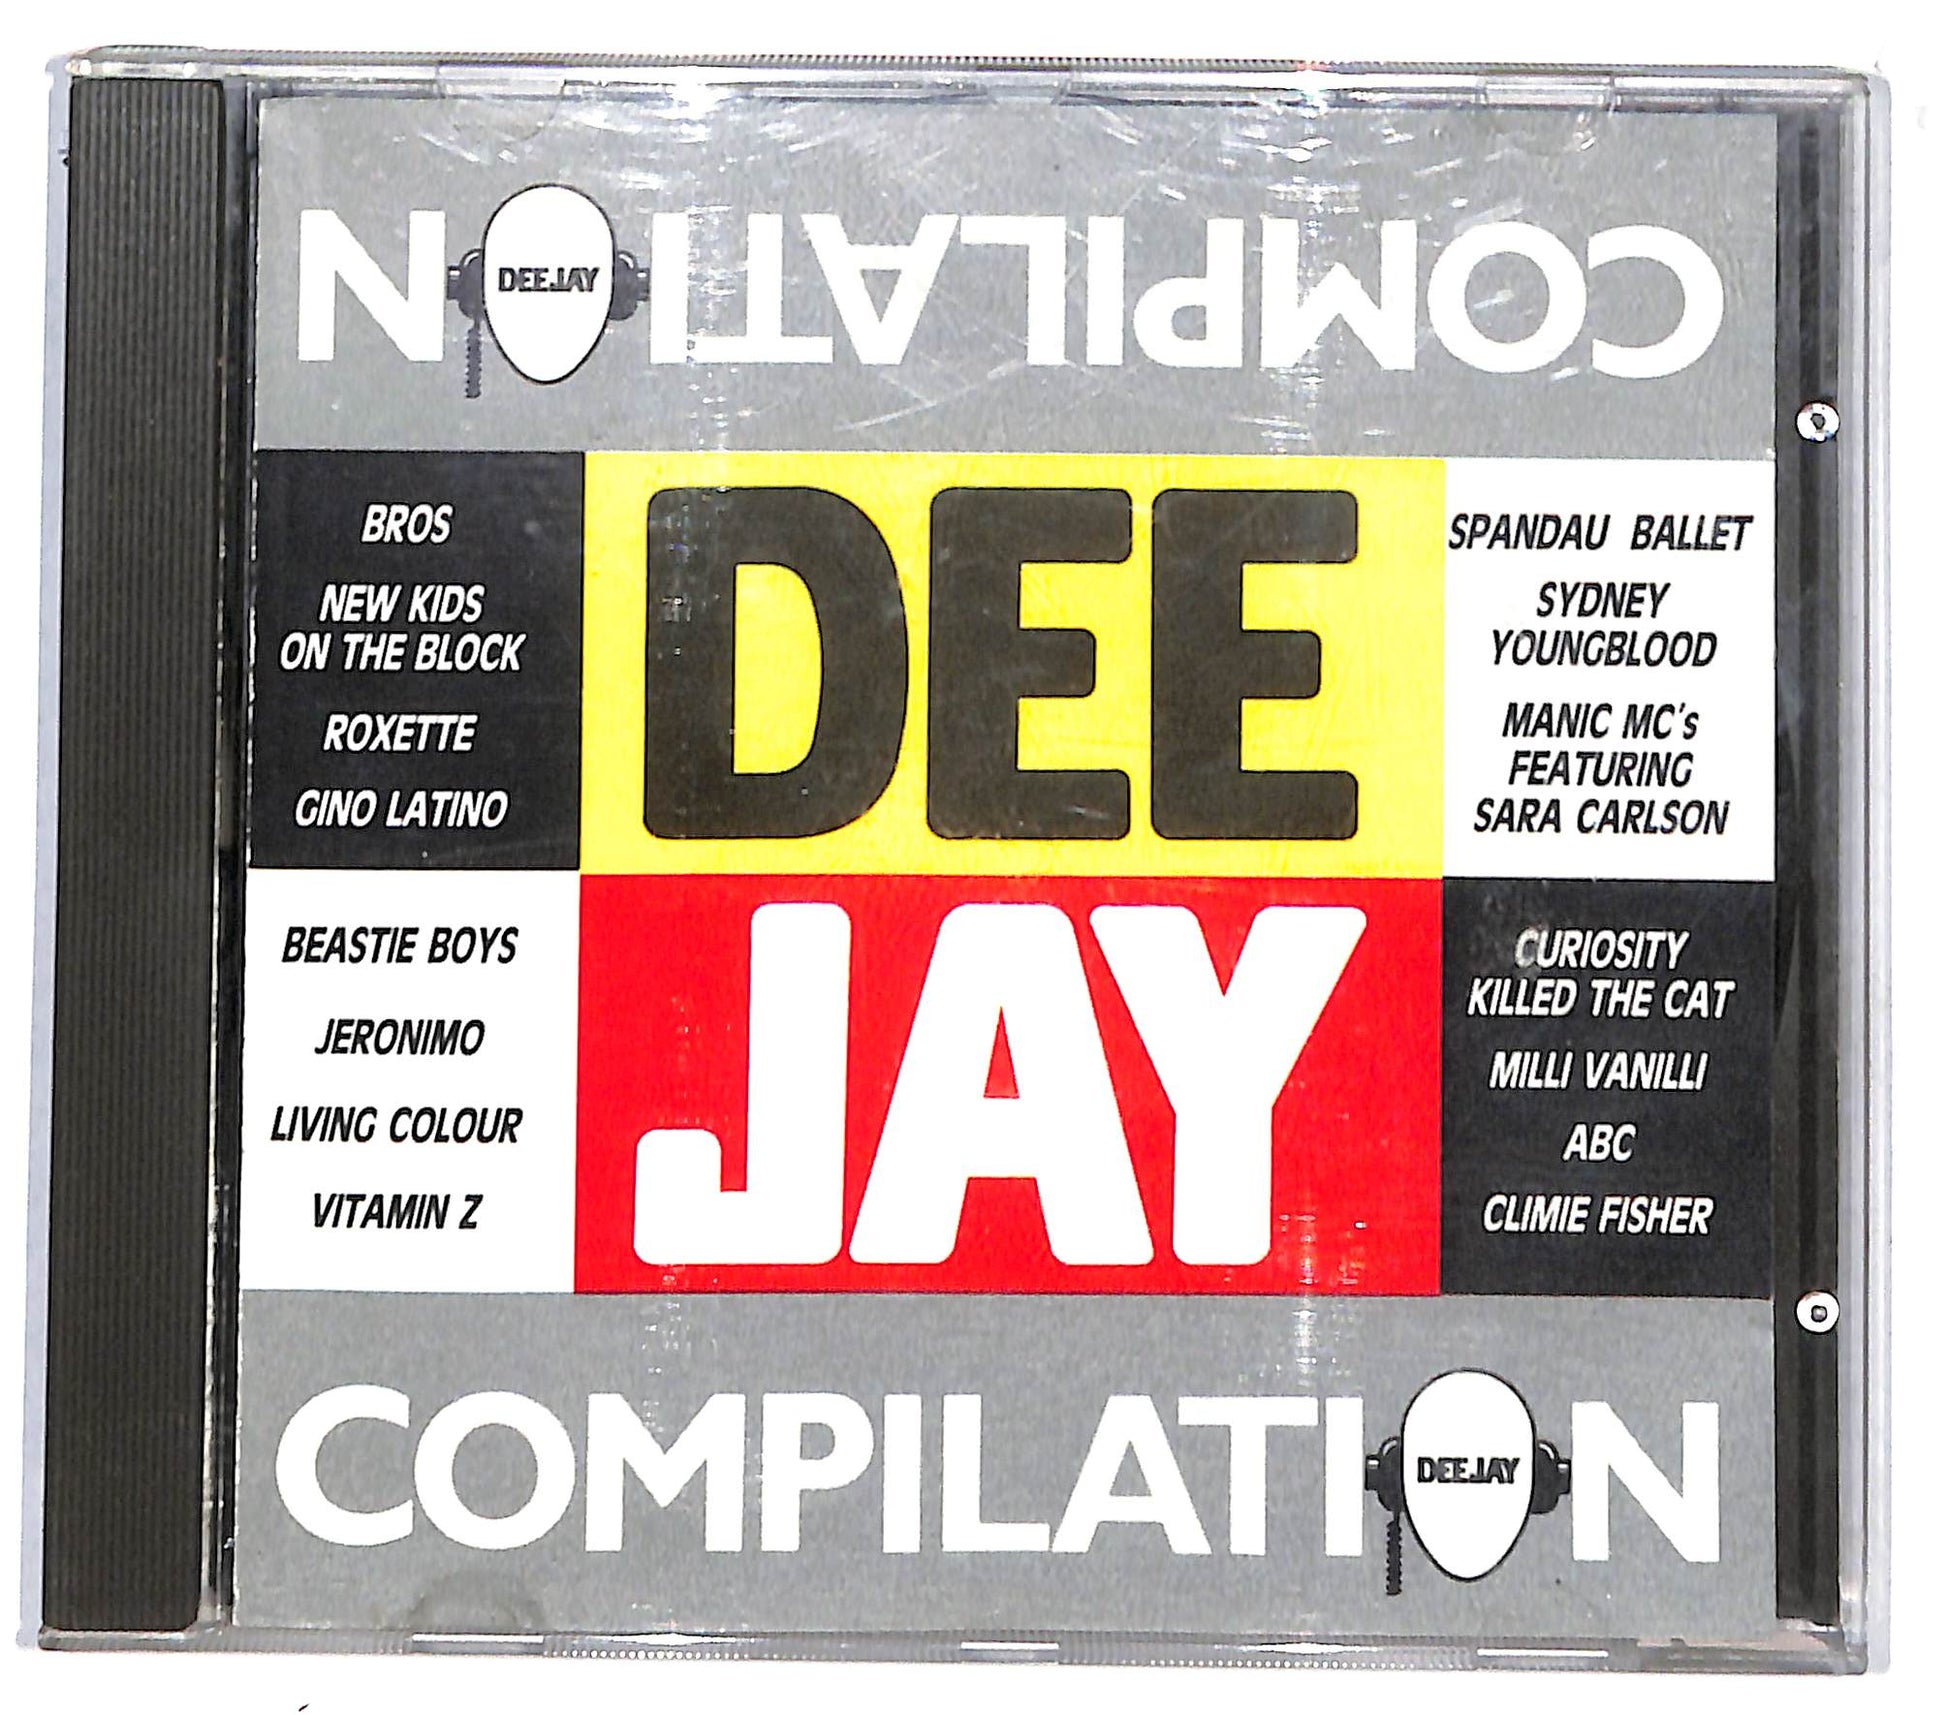 COMPILATION
DEEJAY
BROS
NEW KIDS
ON THE BLOCK
ROXETTE
GINO LATINO
DEE
SPANDAU BALLET
SYDNEY
YOUNGBLOOD
MANIC MC's
FEATURING
SARA CARLSON
BEASTIE BOYS
JERONIMO
LIVING COLOUR
VITAMIN Z
JAY
CURIOSITY
KILLED THE CAT
MILLI VANILLI
ABC
CLIMIE FISHER
COMPILATION
DEEJAY